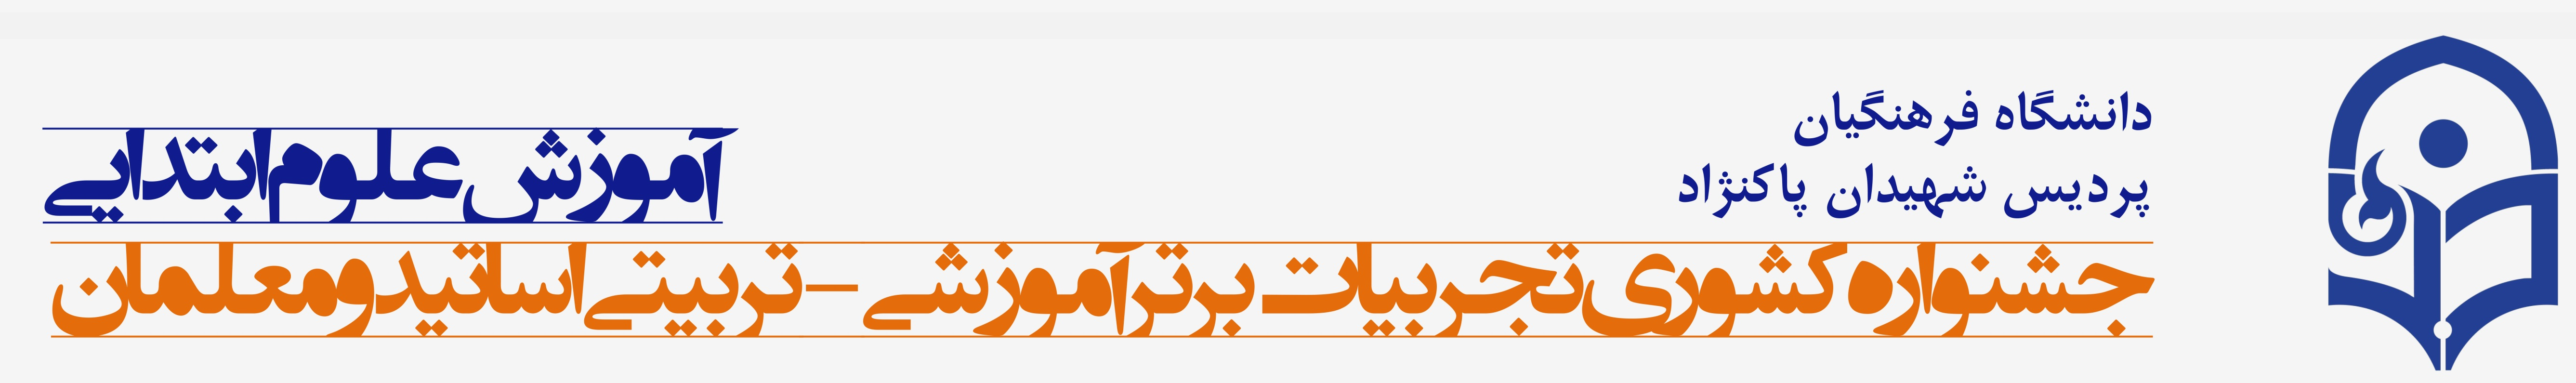 دانشگاه فرهنگیان
پردیس شهیدان پاکنژاد
آموزش علوم ابتدایی
جشنواره کشوری تجربیات برتر آموزشی - تربیتی اساتید و معلمان